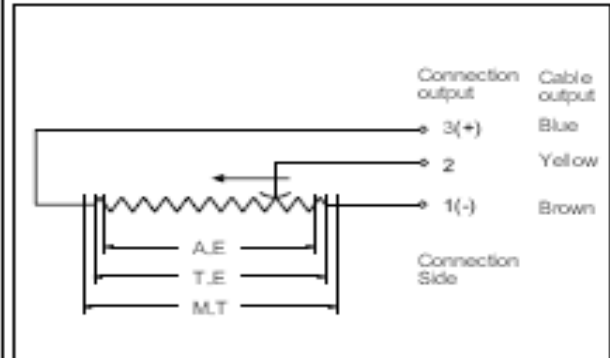 Connection output
Cable output
3(+)
Blue
2
Yellow
1(-)
Brown
A.E
T.E
M.T
Connection Side